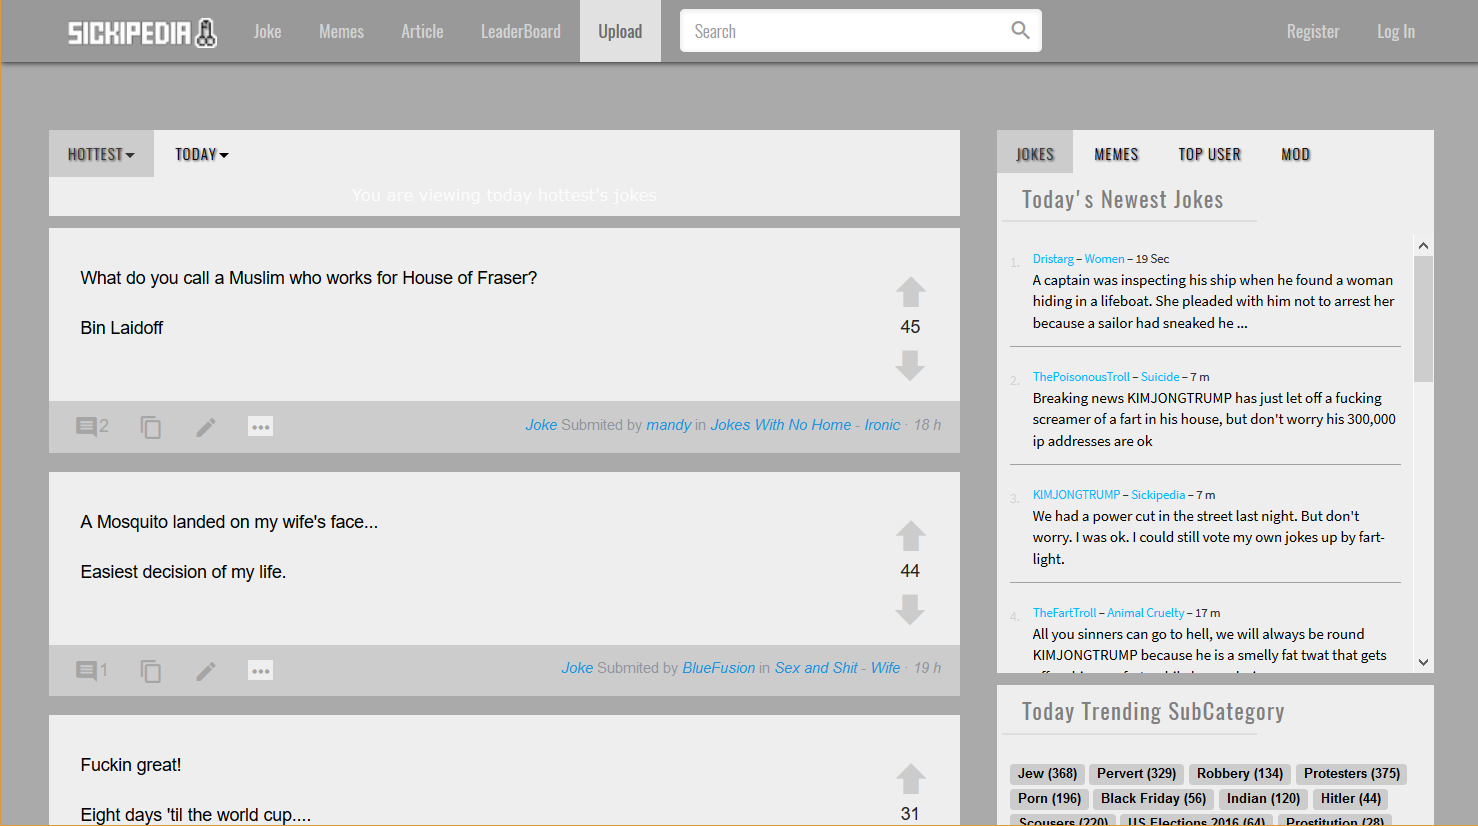 SICKIPEDIA
Joke Memes Article LeaderBoard Upload Search Register Log In
HOTTEST TODAY
You are viewing today hottest's jokes
What do you call a Muslim who works for House of Fraser?
Bin Laidoff
45
2 Joke Submited by mandy in Jokes With No Home - Ironic · 18 h
A Mosquito landed on my wife's face...
Easiest decision of my life.
44
1 Joke Submited by BlueFusion in Sex and Shit - Wife · 19 h
Fuckin great!
Eight days 'til the world cup....
31
JOKES MEMES TOP USER MOD
Today's Newest Jokes
1. Dristarg – Women – 19 Sec
A captain was inspecting his ship when he found a woman
hiding in a lifeboat. She pleaded with him not to arrest her
because a sailor had sneaked he ...
2. ThePoisonousTroll – Suicide – 7 m
Breaking news KIMJONGTRUMP has just let off a fucking
screamer of a fart in his house, but don't worry his 300,000
ip addresses are ok
3. KIMJONGTRUMP – Sickipedia – 7 m
We had a power cut in the street last night. But don't
worry. I was ok. I could still vote my own jokes up by fart-
light.
4. TheFartTroll – Animal Cruelty – 17 m
All you sinners can go to hell, we will always be round
KIMJONGTRUMP because he is a smelly fat twat that gets
Today Trending SubCategory
Jew (368) Pervert (329) Robbery (134) Protesters (375)
Porn (196) Black Friday (56) Indian (120) Hitler (44)
Scousers (220) US Elections 2016 (64) Prostitution (28)